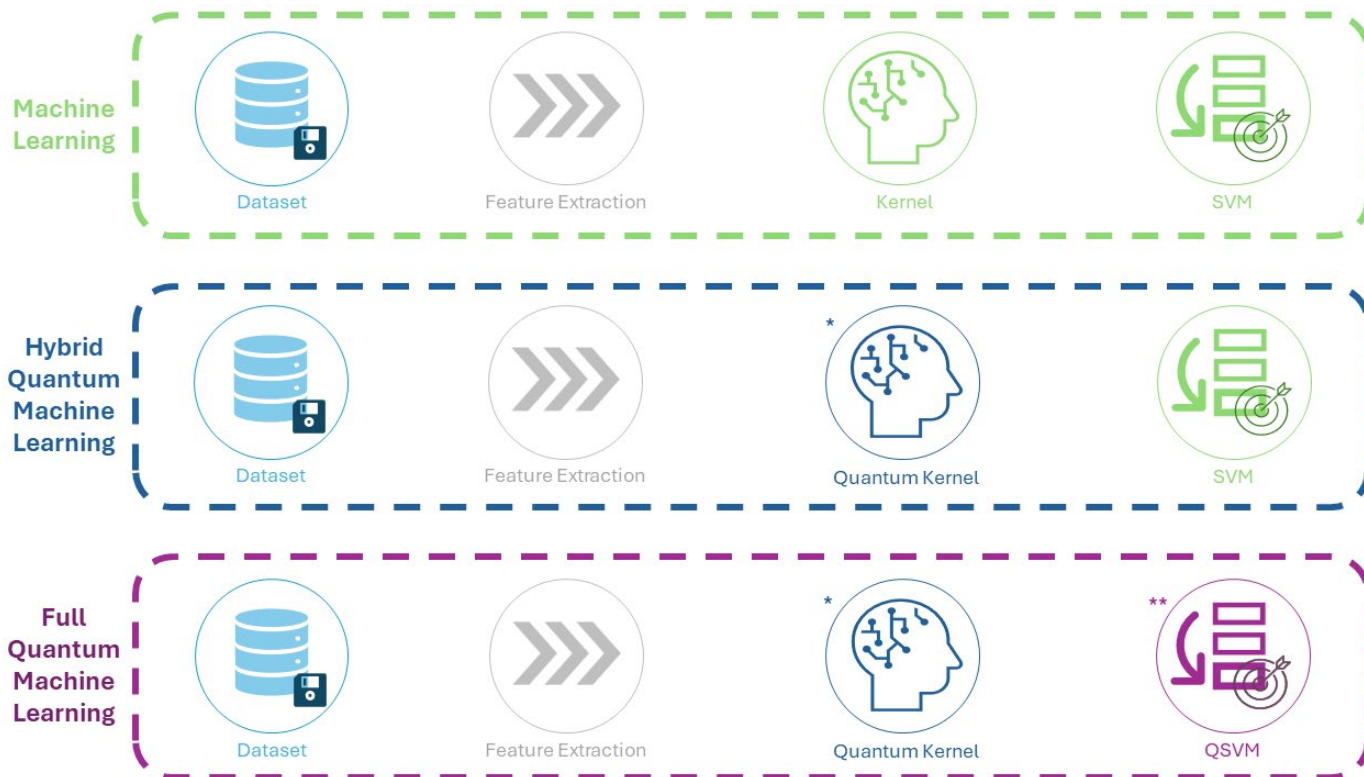 Machine
Learning
Dataset
Feature Extraction
Kernel
SVM
Hybrid
Quantum
Machine
Learning
*
Dataset
Feature Extraction
Quantum Kernel
SVM
Full
Quantum
Machine
Learning
*
**
Dataset
Feature Extraction
Quantum Kernel
QSVM